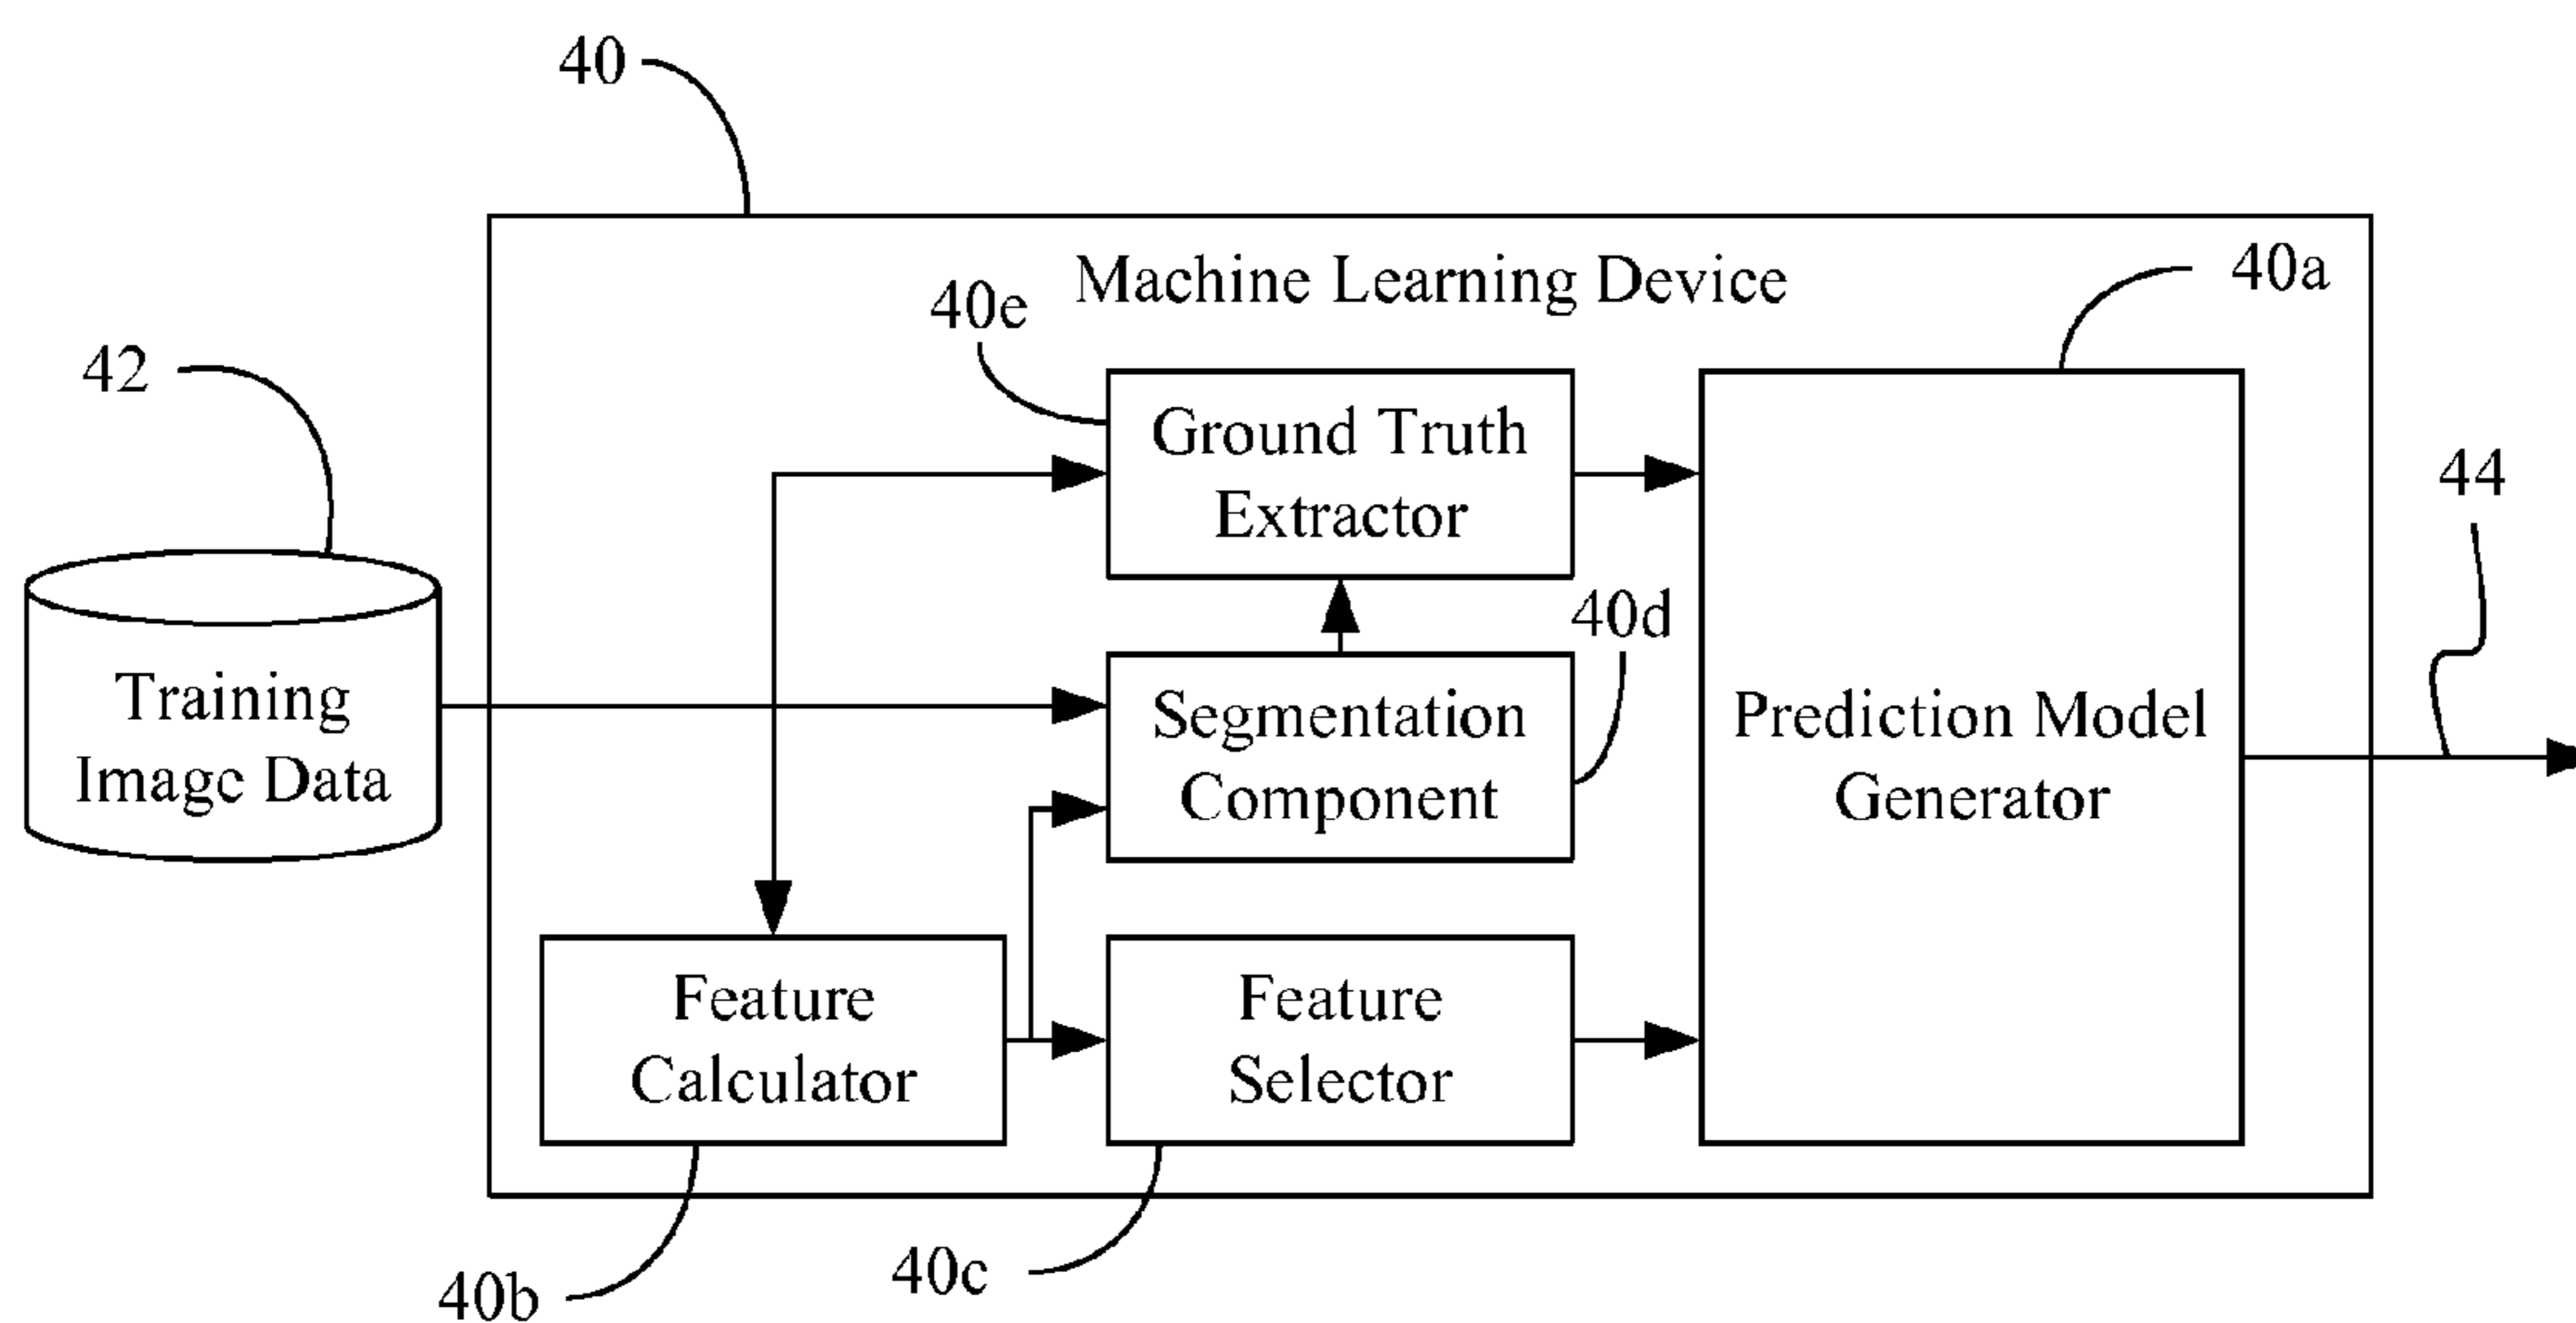 40
Machine Learning Device
40a
40e
42
Ground Truth
Extractor
44
40d
Training
Image Data
Segmentation
Component
Prediction Model
Generator
Feature
Calculator
Feature
Selector
40b
40c